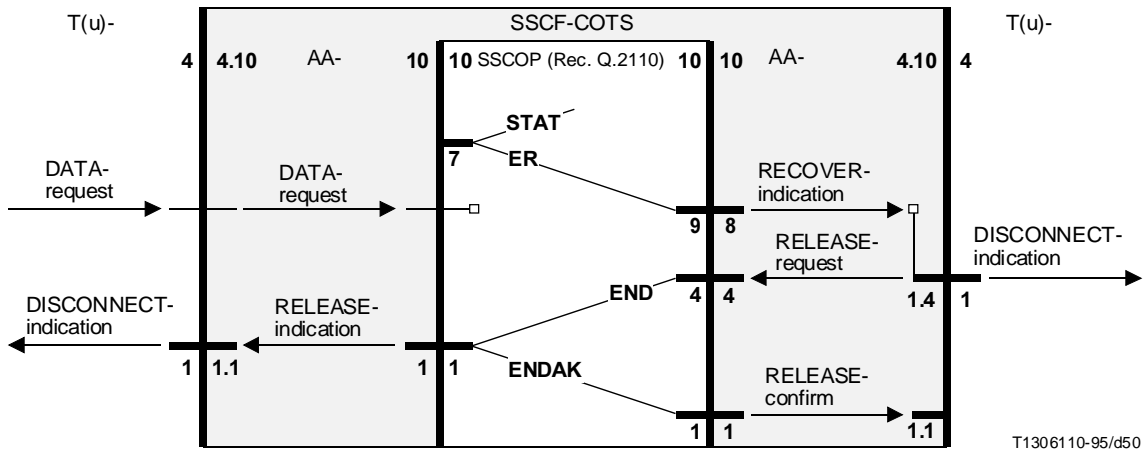 SSCF-COTS
T(u)-
T(u)-
4
4.10
AA-
10
10
SSCOP (Rec. Q.2110)
10
10
AA-
4.10
4
STAT
7
ER
DATA-
request
DATA-
request
RECOVER-
indication
9
8
RELEASE-
request
DISCONNECT-
indication
END
4
4
1.4
1
DISCONNECT-
indication
RELEASE-
indication
1
1.1
1
1
ENDAK
RELEASE-
confirm
1
1
1.1
T1306110-95/d50